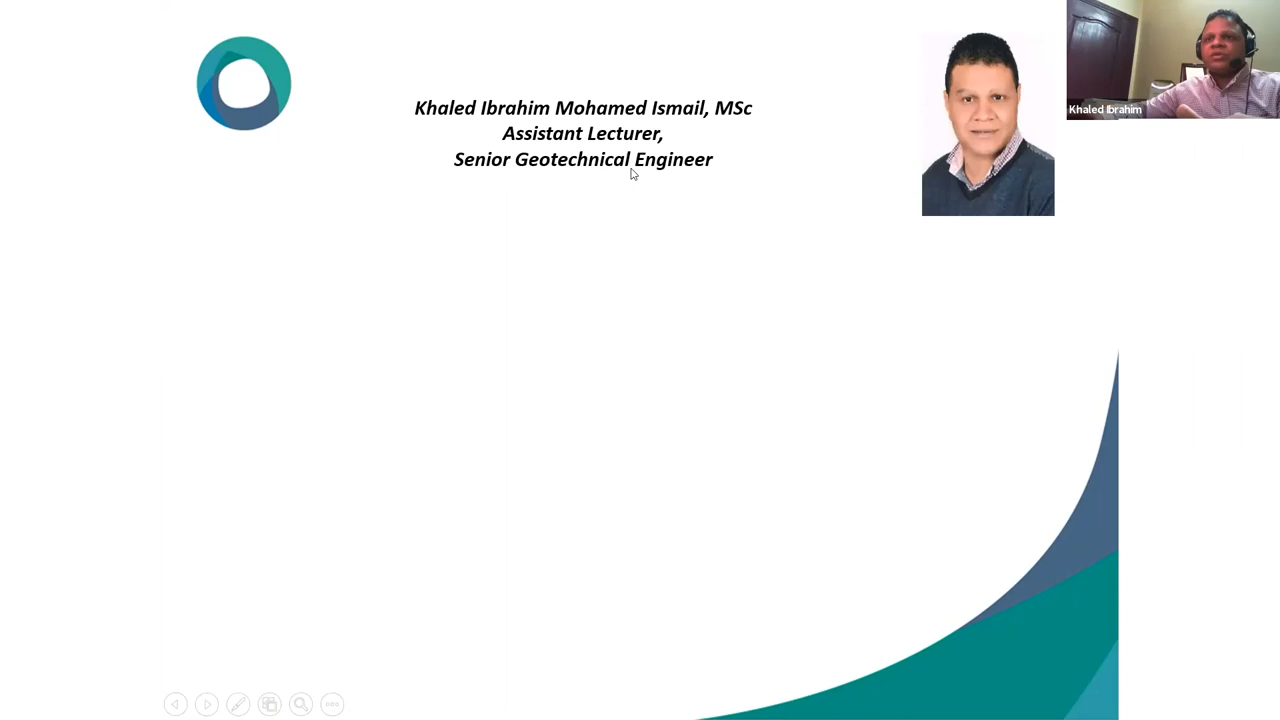 Khaled Ibrahim Mohamed Ismail, MSc
Assistant Lecturer,
Senior Geotechnical Engineer
Khaled Ibrahim